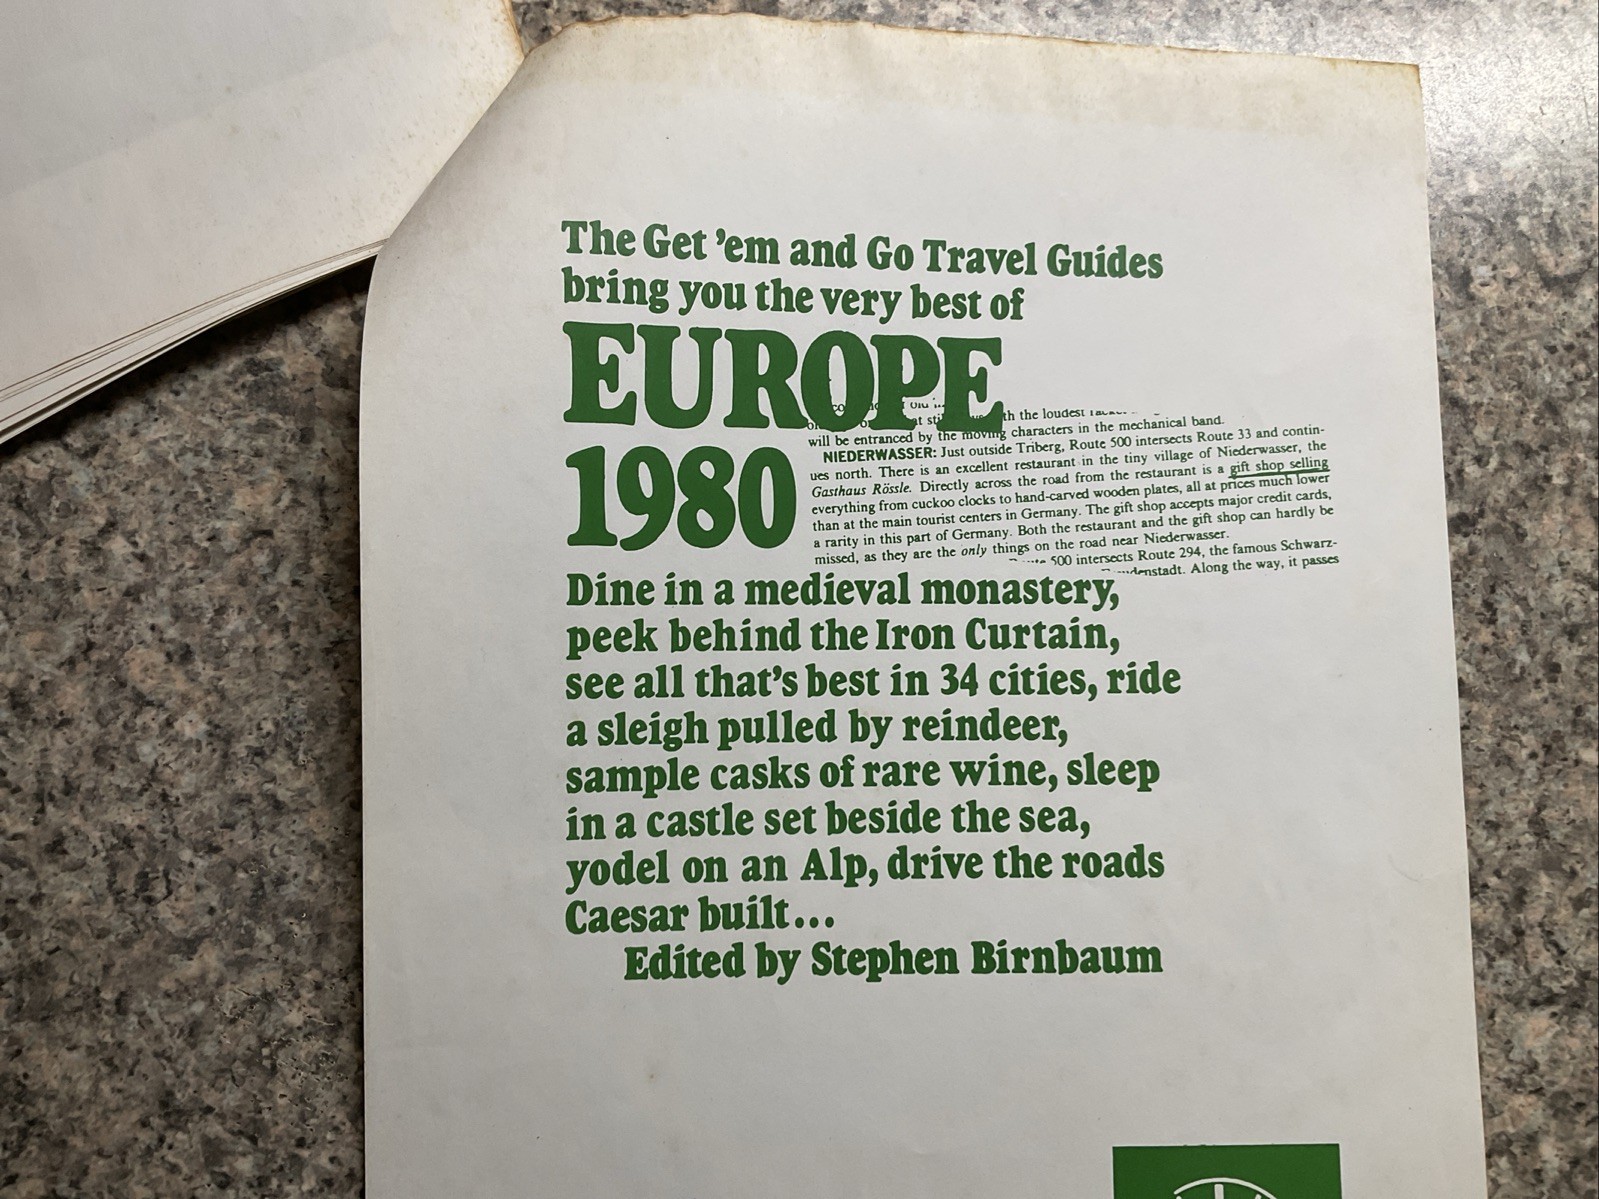 The Get 'em and Go Travel Guides
bring you the very best of
EUROPE
1980
th the loudest
will be entranced by the moving characters in the mechanical band.
NIEDERWASSER: Just outside Triberg, Route 500 intersects Route 33 and contin-
ues north. There is an excellent restaurant in the tiny village of Niederwasser, the
Gasthaus Rössle. Directly across the road from the restaurant is a gift shop selling
everything from cuckoo clocks to hand-carved wooden plates, all at prices much lower
than at the main tourist centers in Germany. The gift shop accepts major credit cards,
a rarity in this part of Germany. Both the restaurant and the gift shop can hardly be
missed, as they are the only things on the road near Niederwasser.
500 intersects Route 294, the famous Schwarz-
denstadt. Along the way, it passes
Dine in a medieval monastery,
peek behind the Iron Curtain,
see all that's best in 34 cities, ride
a sleigh pulled by reindeer,
sample casks of rare wine, sleep
in a castle set beside the sea,
yodel on an Alp, drive the roads
Caesar built...
Edited by Stephen Birnbaum